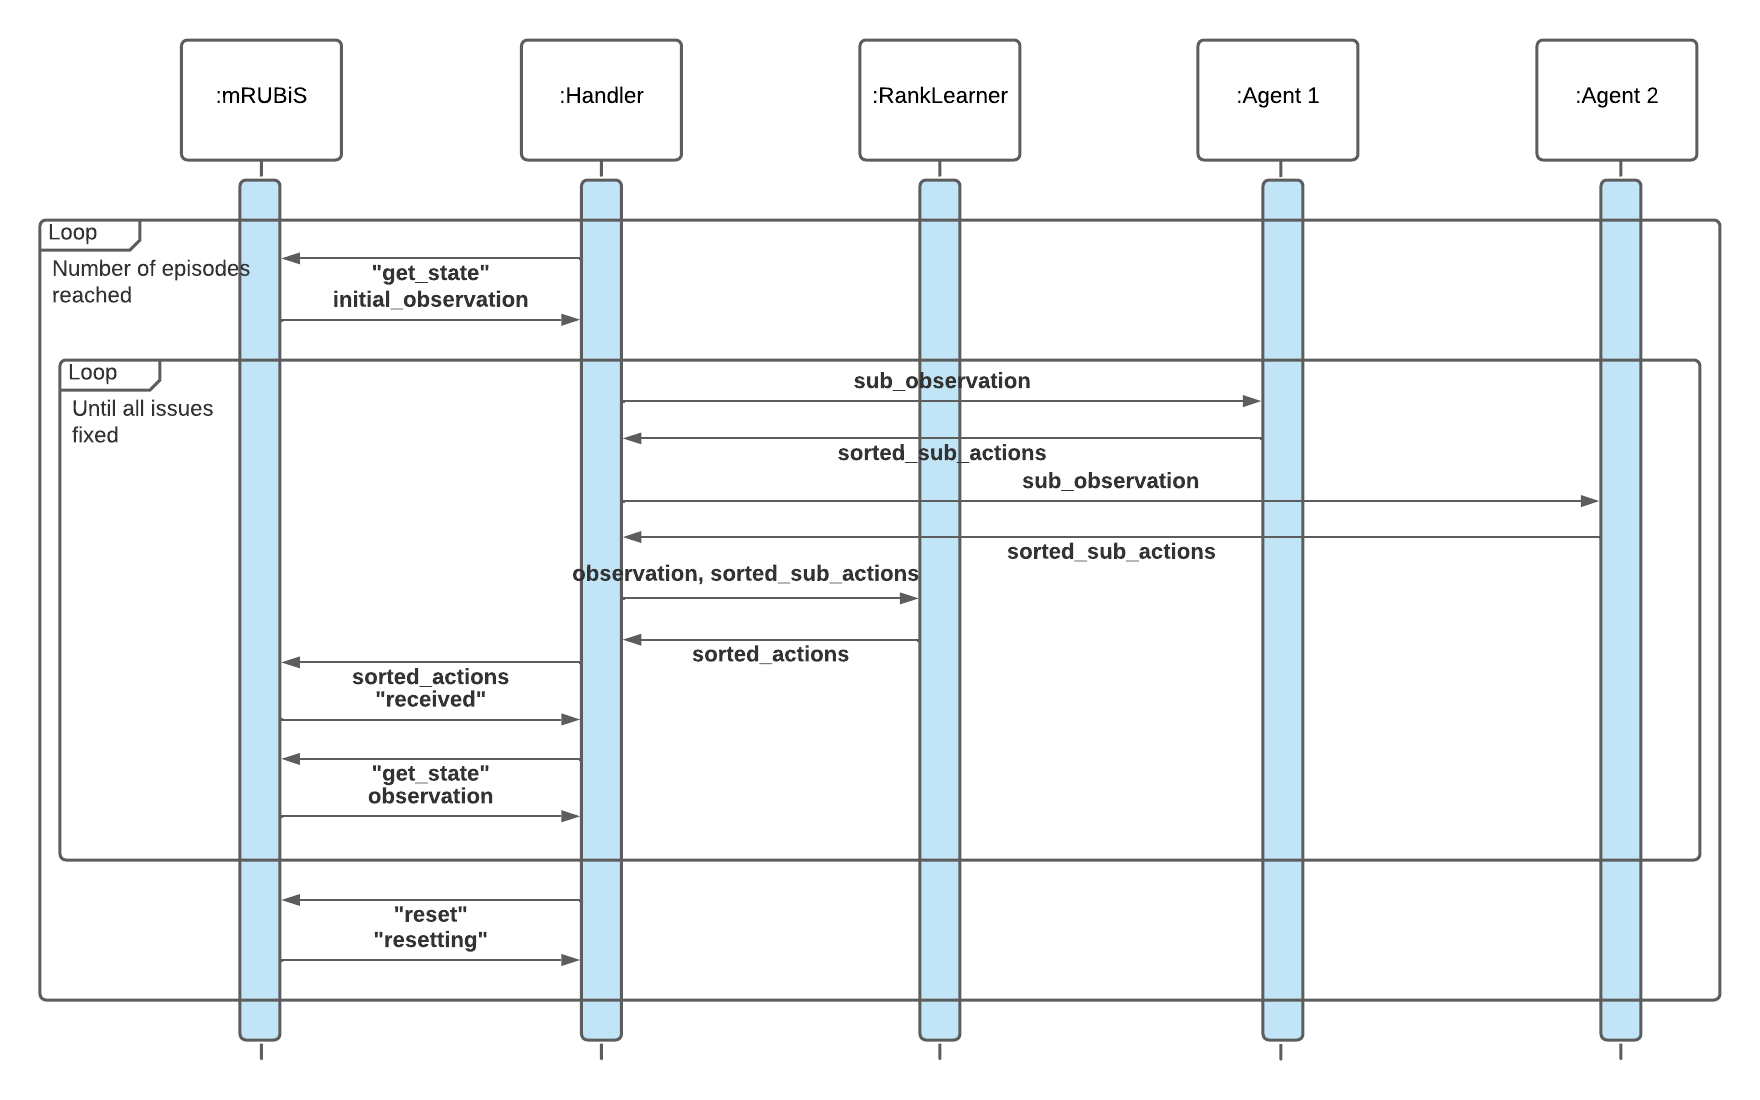 :mRUBiS
:Handler
:RankLearner
:Agent 1
:Agent 2
Loop
Number of episodes
reached
"get_state"
initial_observation
Loop
Until all issues
fixed
sub_observation
sorted_sub_actions
sub_observation
sorted_sub_actions
observation, sorted_sub_actions
sorted_actions
sorted_actions
"received"
"get_state"
observation
"reset"
"resetting"